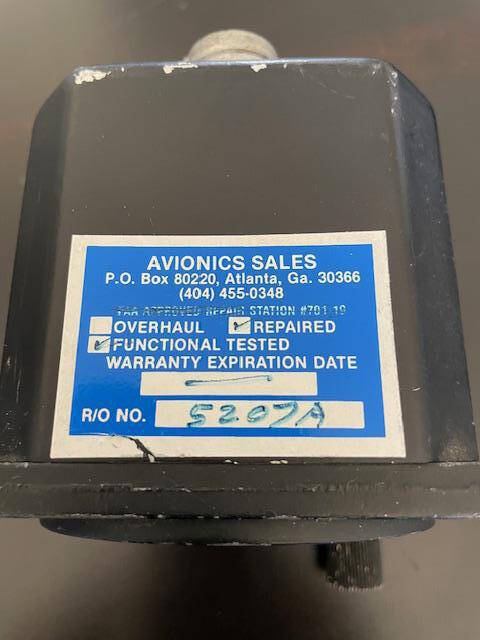 AVIONICS SALES
P.O. Box 80220, Atlanta, Ga. 30366
(404) 455-0348
FAA APPROVED REPAIR STATION #701-19
OVERHAUL REPAIRED
FUNCTIONAL TESTED
WARRANTY EXPIRATION DATE
R/O NO. 5207A